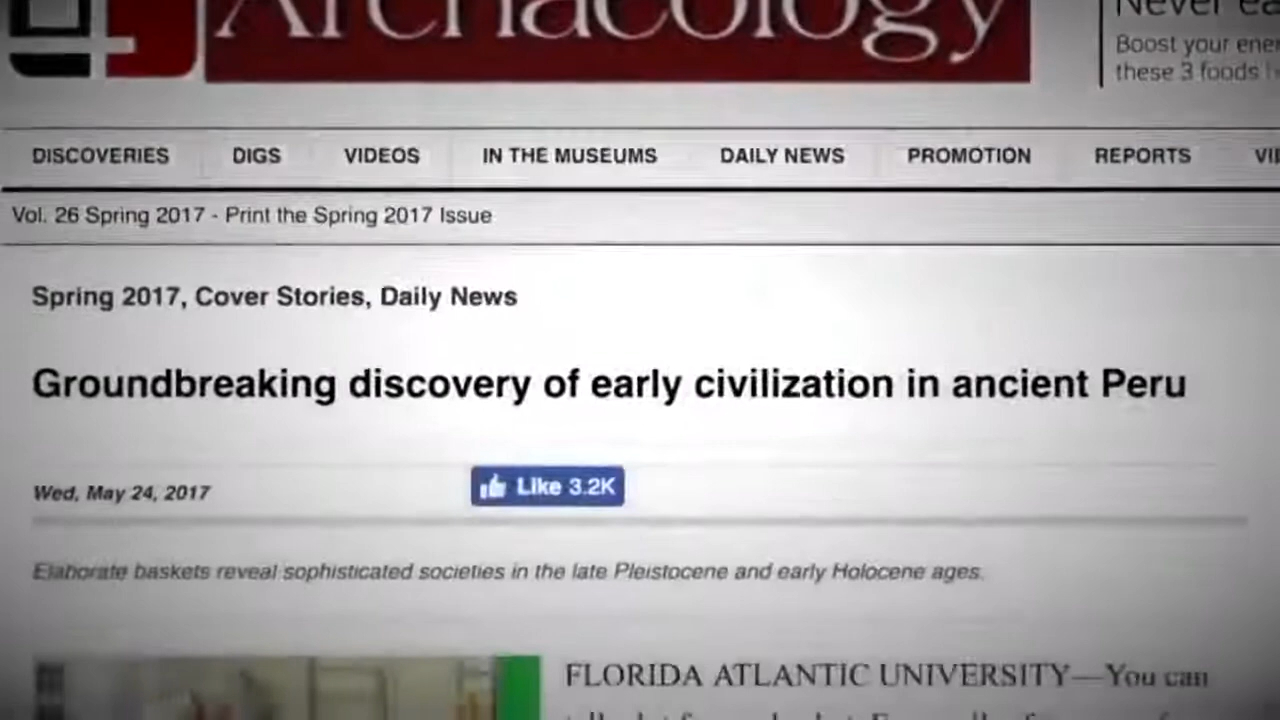 Archaeology
Never ea
Boost your ene
these 3 foods
DISCOVERIES DIGS VIDEOS IN THE MUSEUMS DAILY NEWS PROMOTION REPORTS
Vol. 26 Spring 2017 - Print the Spring 2017 Issue
Spring 2017, Cover Stories, Daily News
Groundbreaking discovery of early civilization in ancient Peru
Wed, May 24, 2017
Like 3.2K
Elaborate baskets reveal sophisticated societies in the late Pleistocene and early Holocene ages.
FLORIDA ATLANTIC UNIVERSITY—You can